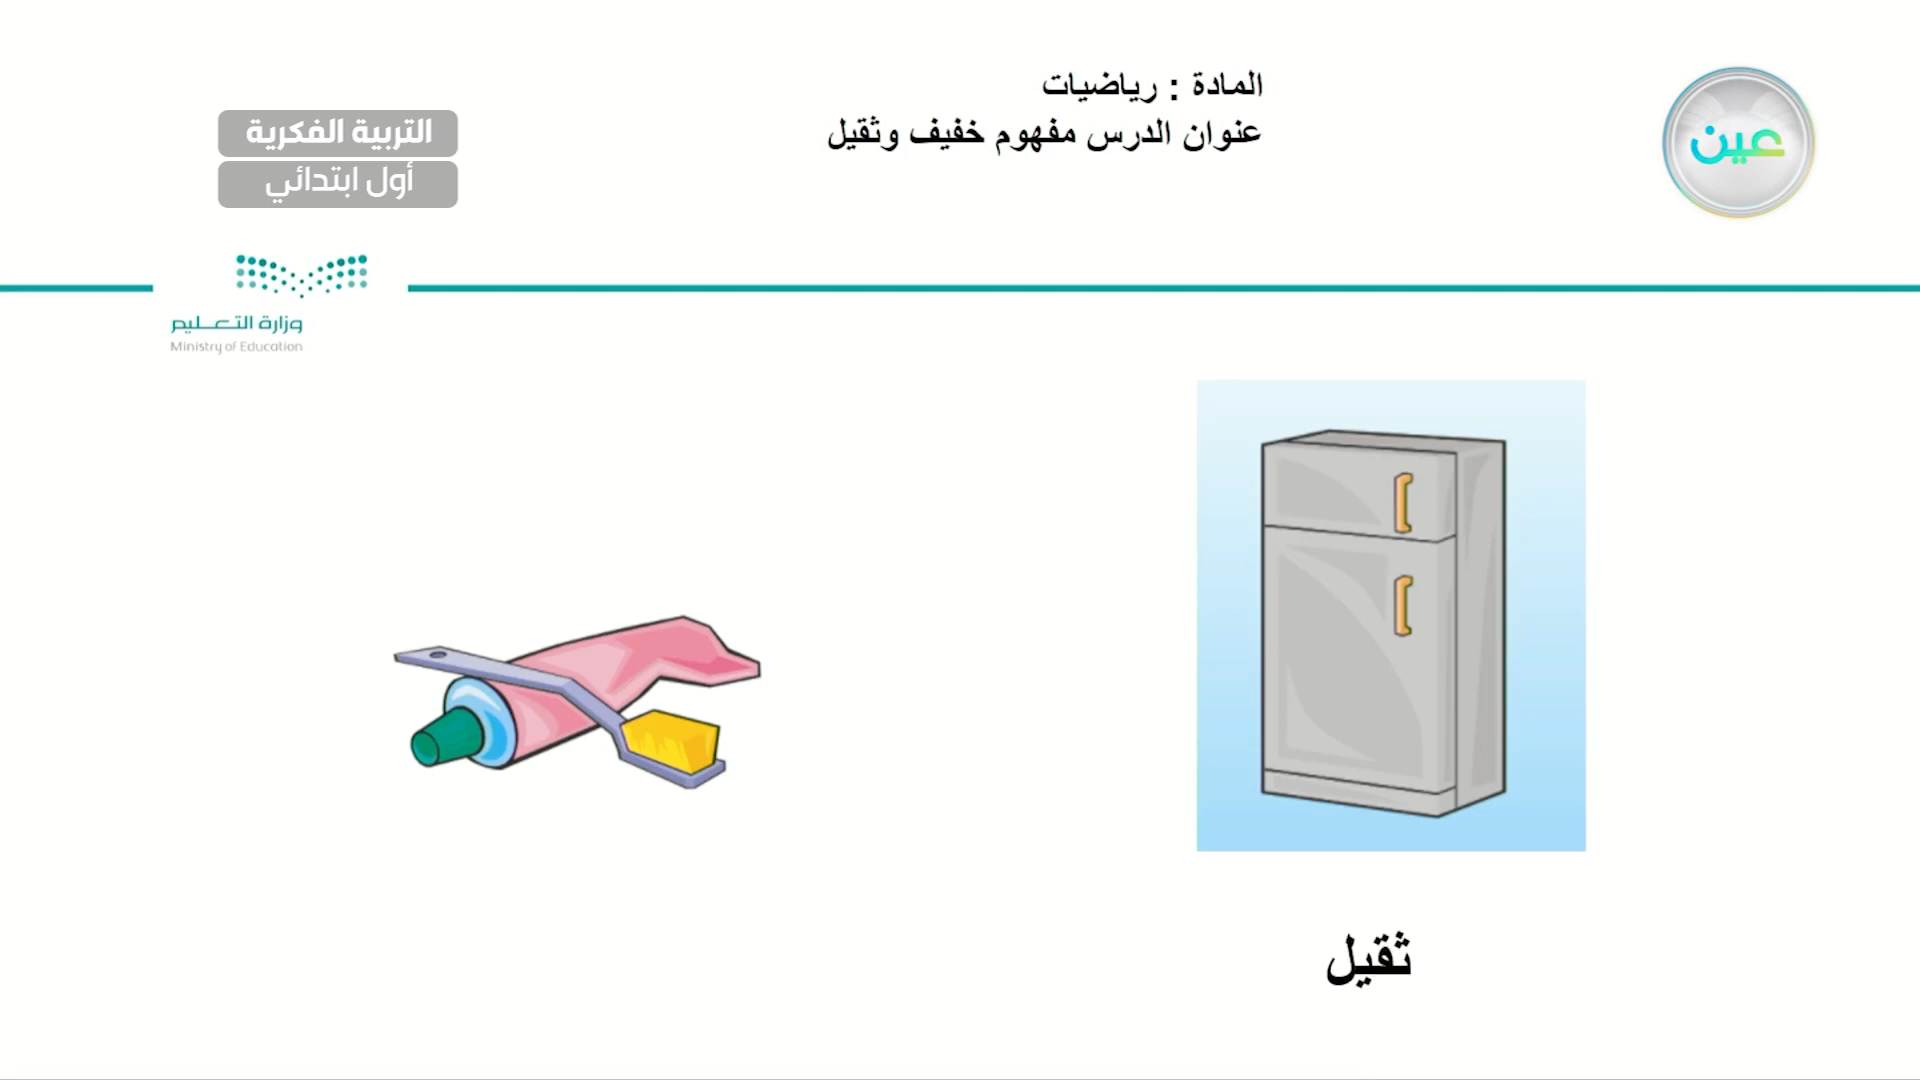 المادة : رياضيات
عنوان الدرس مفهوم خفيف وثقيل
عين
التربية الفكرية
أول ابتدائي
وزارة التعليم
Ministry of Education
ثقيل